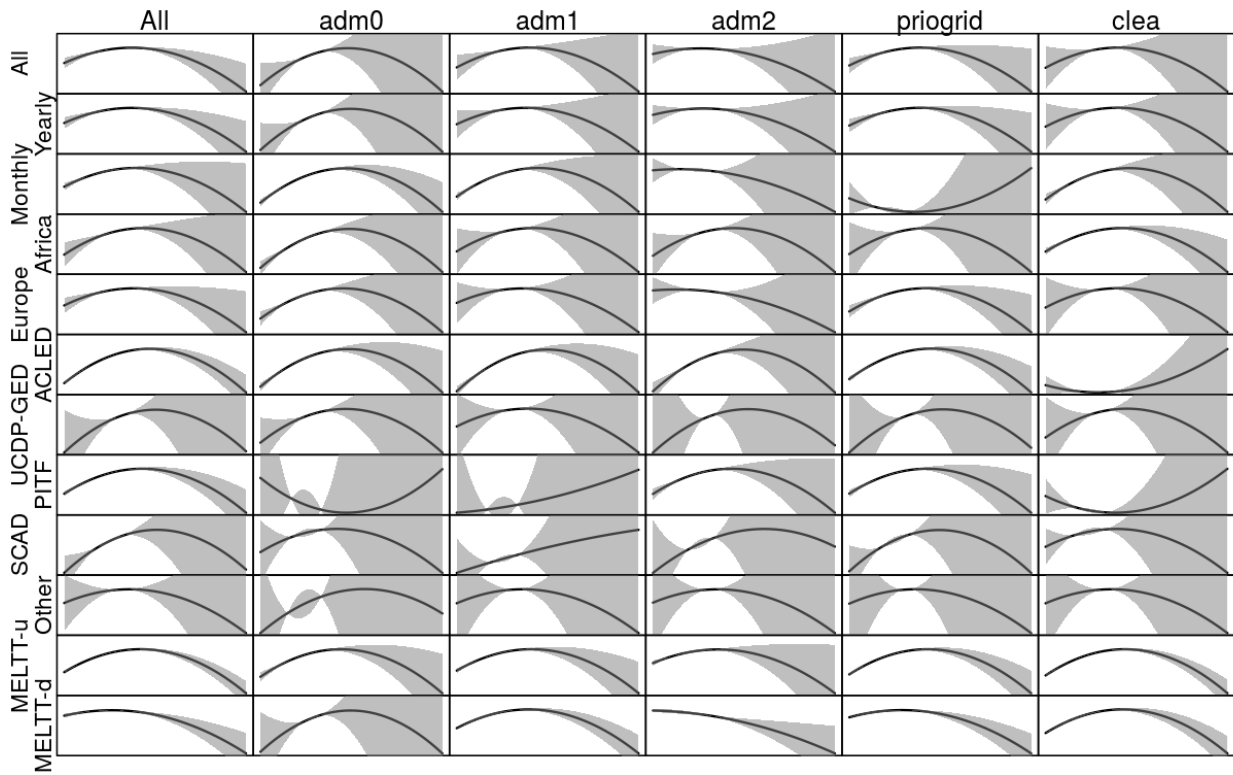 All adm0 adm1 adm2 priogrid clea
All
Yearly
Monthly
Africa
Europe
ACLED
UCDP-GED
PITF
SCAD
Other
MELTT-u
MELTT-d